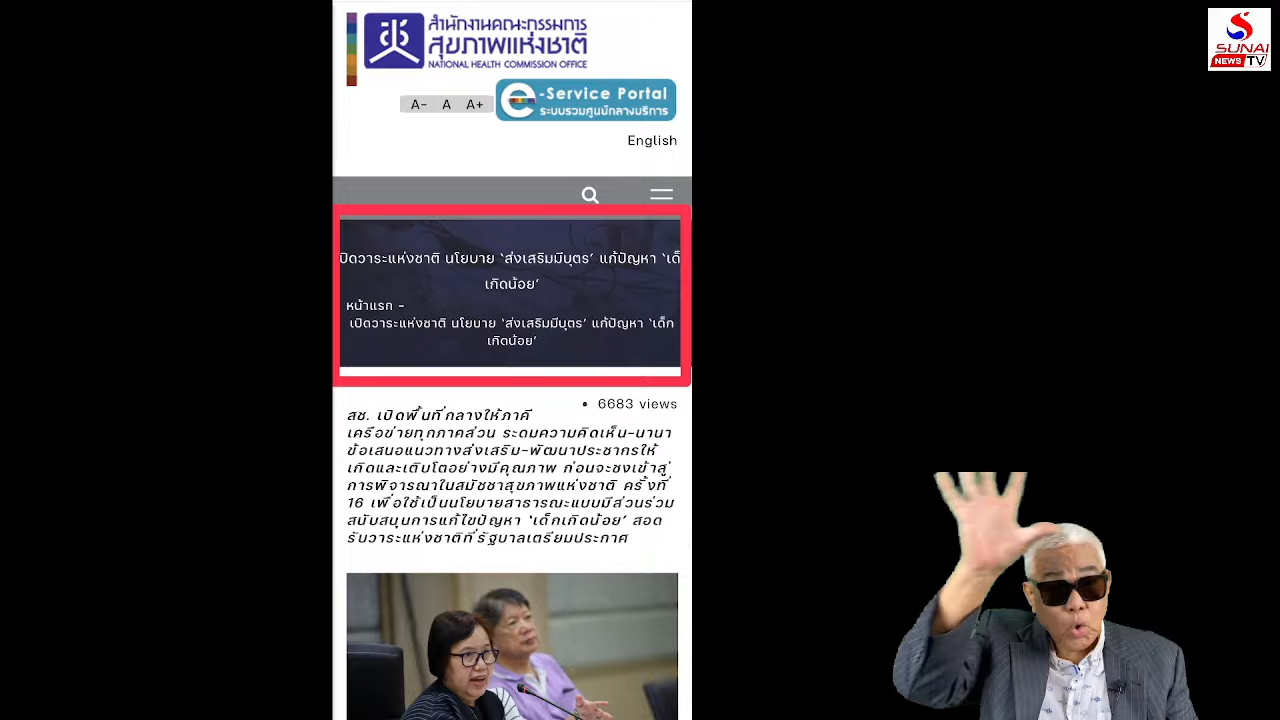 สำนักงานคณะกรรมการ
สุขภาพแห่งชาติ
NATIONAL HEALTH COMMISSION OFFICE
SUNAI
NEWS TV
A- A A+
e-Service Portal
ระบบรวมศูนย์กลางบริการ
English
เปิดวาระแห่งชาติ นโยบาย ‘ส่งเสริมมีบุตร’ แก้ปัญหา ‘เด็
เกิดน้อย’
หน้าแรก -
เปิดวาระแห่งชาติ นโยบาย ‘ส่งเสริมมีบุตร’ แก้ปัญหา ‘เด็ก
เกิดน้อย’
• 6683 views
สช. เปิดพื้นที่กลางให้ภาคี
เครือข่ายทุกภาคส่วน ระดมความคิดเห็น-นานา
ข้อเสนอแนวทางส่งเสริม-พัฒนาประชากรให้
เกิดและเติบโตอย่างมีคุณภาพ ก่อนจะชงเข้าสู่
การพิจารณาในสมัชชาสุขภาพแห่งชาติ ครั้งที่
16 เพื่อใช้เป็นนโยบายสาธารณะแบบมีส่วนร่วม
สนับสนุนการแก้ไขปัญหา ‘เด็กเกิดน้อย’ สอด
รับวาระแห่งชาติที่รัฐบาลเตรียมประกาศ